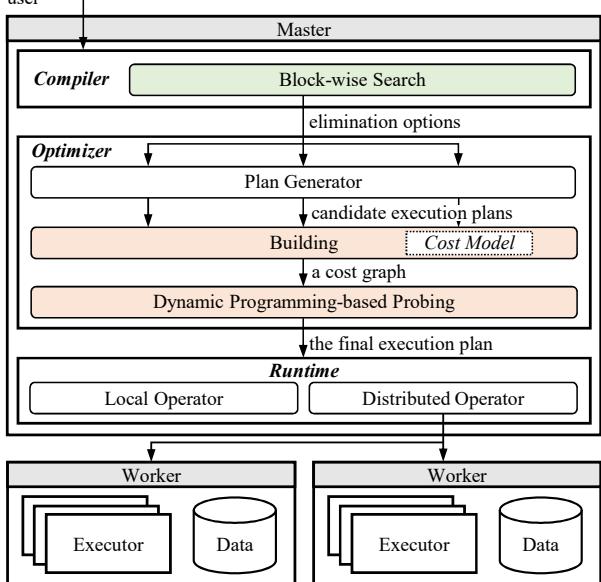 user
Master
Compiler
Block-wise Search
elimination options
Optimizer
Plan Generator
candidate execution plans
Building
Cost Model
a cost graph
Dynamic Programming-based Probing
the final execution plan
Runtime
Local Operator
Distributed Operator
Worker
Worker
Executor
Data
Executor
Data